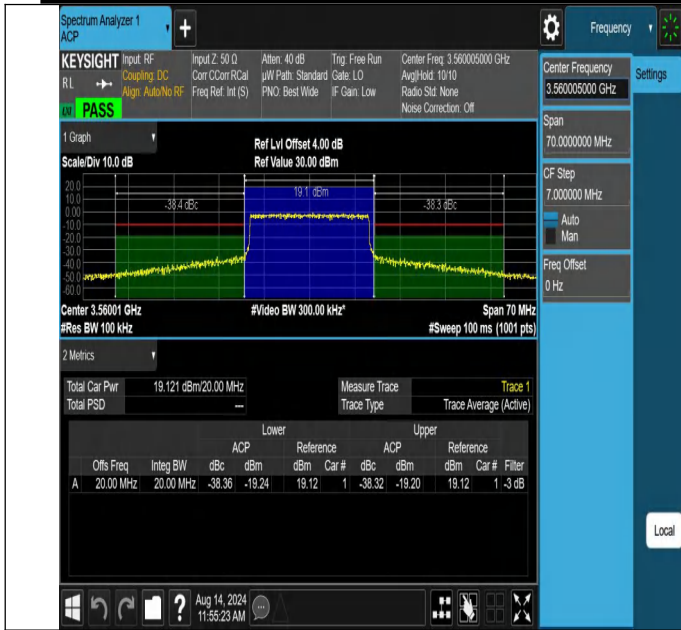 Spectrum Analyzer 1
ACP
+
Frequency
KEYSIGHT Input: RF
RL
Coupling: DC
Align: Auto/No RF
Input Z: 50 Ω
Corr CCorr RCal
Freq Ref: Int (S)
Atten: 40 dB
µW Path: Standard
PNO: Best Wide
Trig: Free Run
Gate: LO
IF Gain: Low
Center Freq: 3.560005000 GHz
Avg|Hold: 10/10
Radio Std: None
Noise Correction: Off
PASS
Center Frequency
3.560005000 GHz
Settings
Span
70.0000000 MHz
CF Step
7.000000 MHz
Auto
Man
Freq Offset
0 Hz
1 Graph
Scale/Div 10.0 dB
Ref Lvl Offset 4.00 dB
Ref Value 30.00 dBm
20.0
10.0
0.00
-10.0
-20.0
-30.0
-40.0
-50.0
-60.0
-38.4 dBc
19.1 dBm
-38.3 dBc
Center 3.56001 GHz
#Video BW 300.00 kHz*
Span 70 MHz
#Res BW 100 kHz
#Sweep 100 ms (1001 pts)
2 Metrics
Total Car Pwr 19.121 dBm/20.00 MHz
Total PSD ---
Measure Trace Trace 1
Trace Type Trace Average (Active)
Lower Upper
ACP Reference ACP Reference
Offs Freq Integ BW dBc dBm dBm Car # dBc dBm dBm Car # Filter
A 20.00 MHz 20.00 MHz -38.36 -19.24 19.12 1 -38.32 -19.20 19.12 1 -3 dB
Local
?
Aug 14, 2024
11:55:23 AM